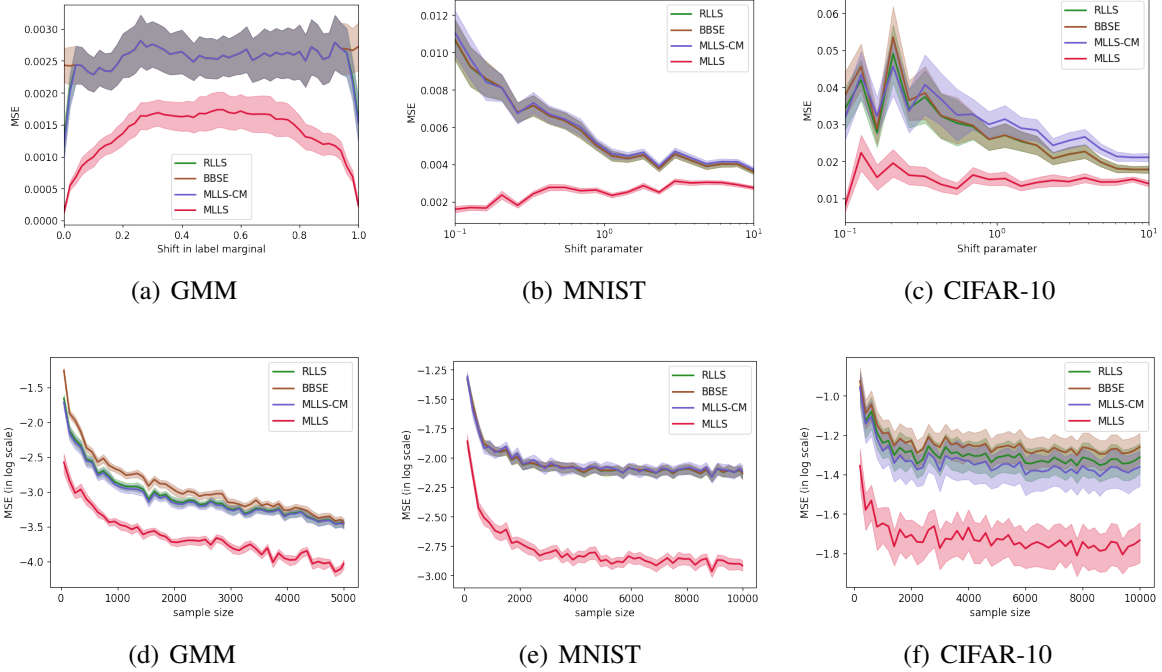 0.0030
0.0025
0.0020
0.0015
0.0010
0.0005
0.0000
MSE
RLLS
BBSE
MLLS-CM
MLLS
0.0 0.2 0.4 0.6 0.8 1.0
Shift in label marginal
(a) GMM
0.012
0.010
0.008
0.006
0.004
0.002
MSE
RLLS
BBSE
MLLS-CM
MLLS
10⁻¹ 10⁰ 10¹
Shift paramater
(b) MNIST
0.06
0.05
0.04
0.03
0.02
0.01
MSE
RLLS
BBSE
MLLS-CM
MLLS
10⁻¹ 10⁰ 10¹
Shift paramater
(c) CIFAR-10
−1.5
−2.0
−2.5
−3.0
−3.5
−4.0
MSE (in log scale)
RLLS
BBSE
MLLS-CM
MLLS
0 1000 2000 3000 4000 5000
sample size
(d) GMM
−1.25
−1.50
−1.75
−2.00
−2.25
−2.50
−2.75
−3.00
MSE (in log scale)
RLLS
BBSE
MLLS-CM
MLLS
0 2000 4000 6000 8000 10000
sample size
(e) MNIST
−1.0
−1.2
−1.4
−1.6
−1.8
MSE (in log scale)
RLLS
BBSE
MLLS-CM
MLLS
0 2000 4000 6000 8000 10000
sample size
(f) CIFAR-10